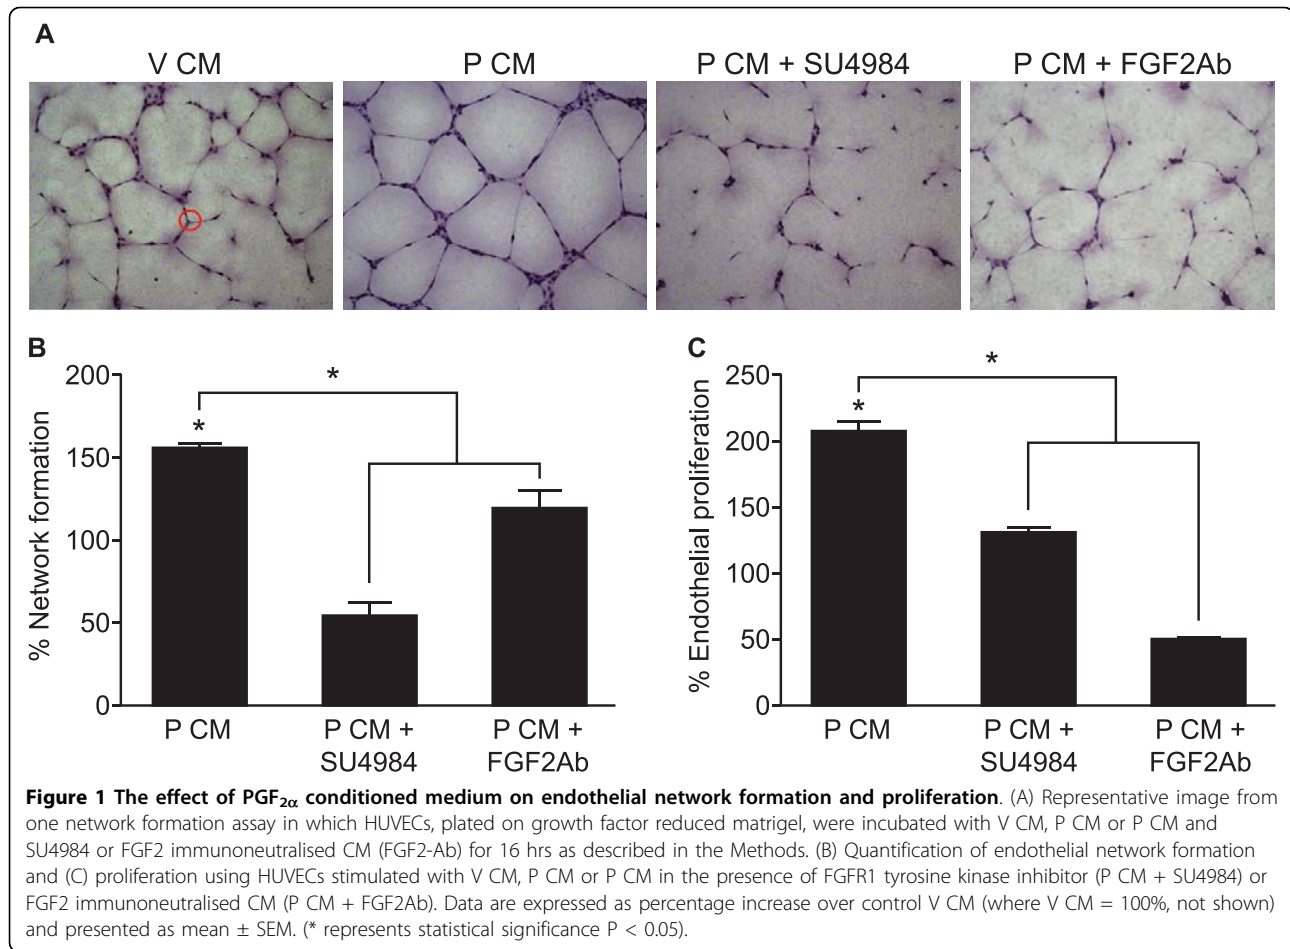 A
V CM
P CM
P CM + SU4984
P CM + FGF2Ab
B
% Network formation
200
150
100
50
0
*
*
P CM
P CM +
SU4984
P CM +
FGF2Ab
C
% Endothelial proliferation
250
200
150
100
50
0
*
*
P CM
P CM +
SU4984
P CM +
FGF2Ab
Figure 1 The effect of PGF2α conditioned medium on endothelial network formation and proliferation. (A) Representative image from
one network formation assay in which HUVECs, plated on growth factor reduced matrigel, were incubated with V CM, P CM or P CM and
SU4984 or FGF2 immunoneutralised CM (FGF2-Ab) for 16 hrs as described in the Methods. (B) Quantification of endothelial network formation
and (C) proliferation using HUVECs stimulated with V CM, P CM or P CM in the presence of FGFR1 tyrosine kinase inhibitor (P CM + SU4984) or
FGF2 immunoneutralised CM (P CM + FGF2Ab). Data are expressed as percentage increase over control V CM (where V CM = 100%, not shown)
and presented as mean ± SEM. (* represents statistical significance P < 0.05).